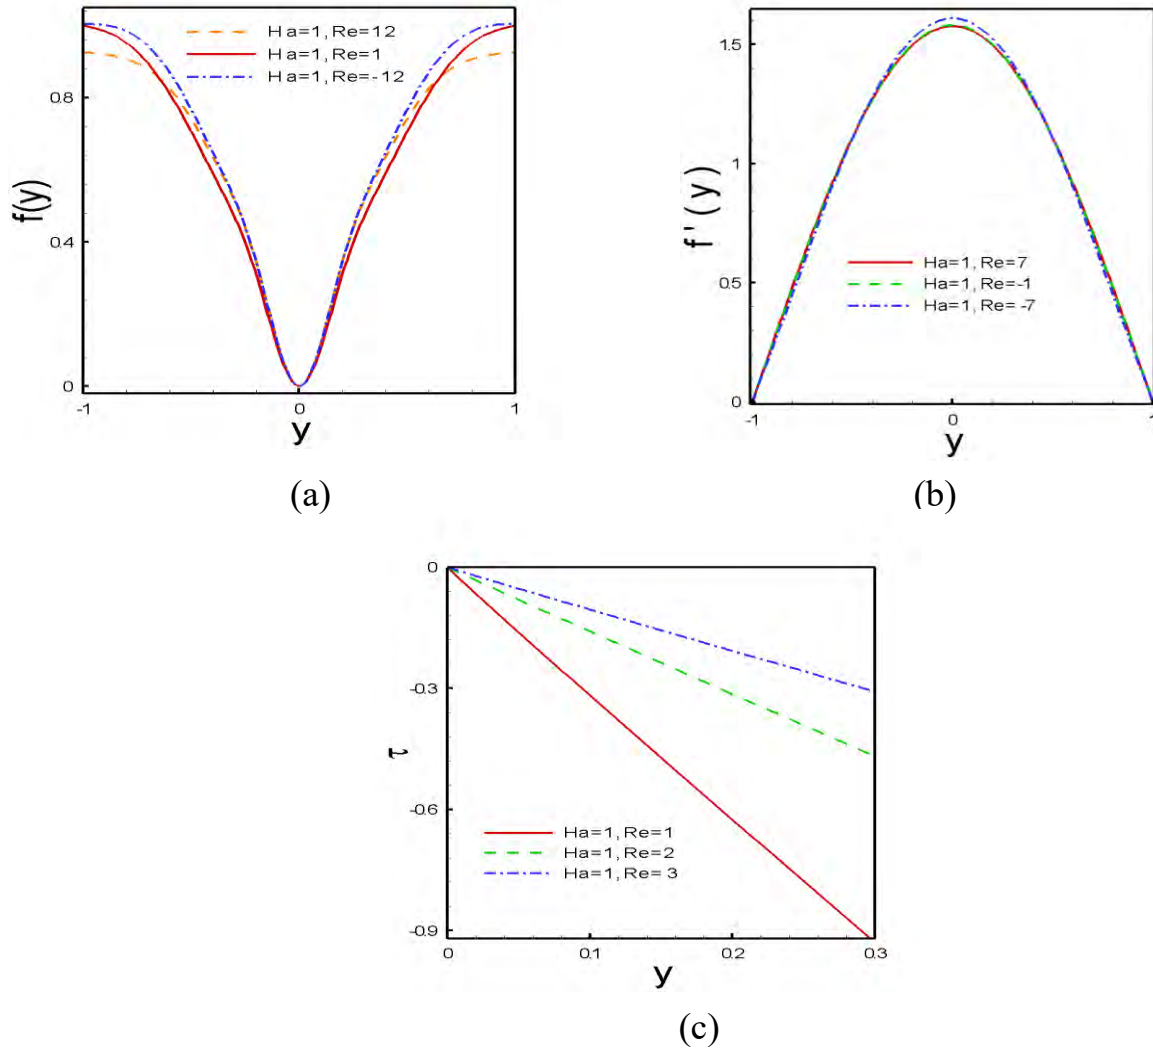 Ha=1, Re=12
Ha=1, Re=1
Ha=1, Re=-12
0.8
0.4
0
-1
0
1
f(y)
y
(a)
1.5
1
0.5
0
-1
0
1
f ' ( y )
Ha=1, Re=7
Ha=1, Re=-1
Ha=1, Re=-7
y
(b)
0
-0.3
-0.6
-0.9
τ
Ha=1, Re=1
Ha=1, Re=2
Ha=1, Re= 3
0
0.1
0.2
0.3
y
(c)